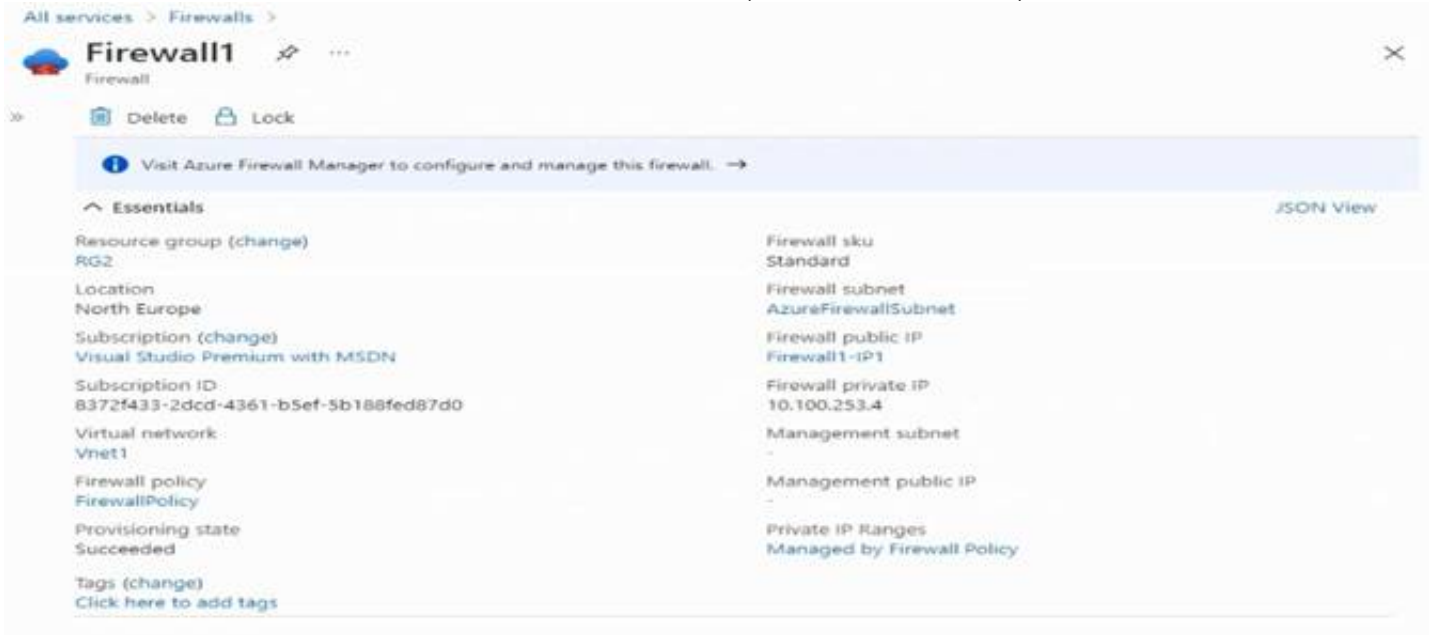 All services > Firewalls >
Firewall1 ...
Firewall
Delete Lock
Visit Azure Firewall Manager to configure and manage this firewall. →
Essentials
JSON View
Resource group (change)
RG2
Location
North Europe
Subscription (change)
Visual Studio Premium with MSDN
Subscription ID
8372f433-2dcd-4361-b5ef-5b188fed87d0
Virtual network
Vnet1
Firewall policy
FirewallPolicy
Provisioning state
Succeeded
Tags (change)
Click here to add tags
Firewall sku
Standard
Firewall subnet
AzureFirewallSubnet
Firewall public IP
Firewall1-IP1
Firewall private IP
10.100.253.4
Management subnet
-
Management public IP
-
Private IP Ranges
Managed by Firewall Policy